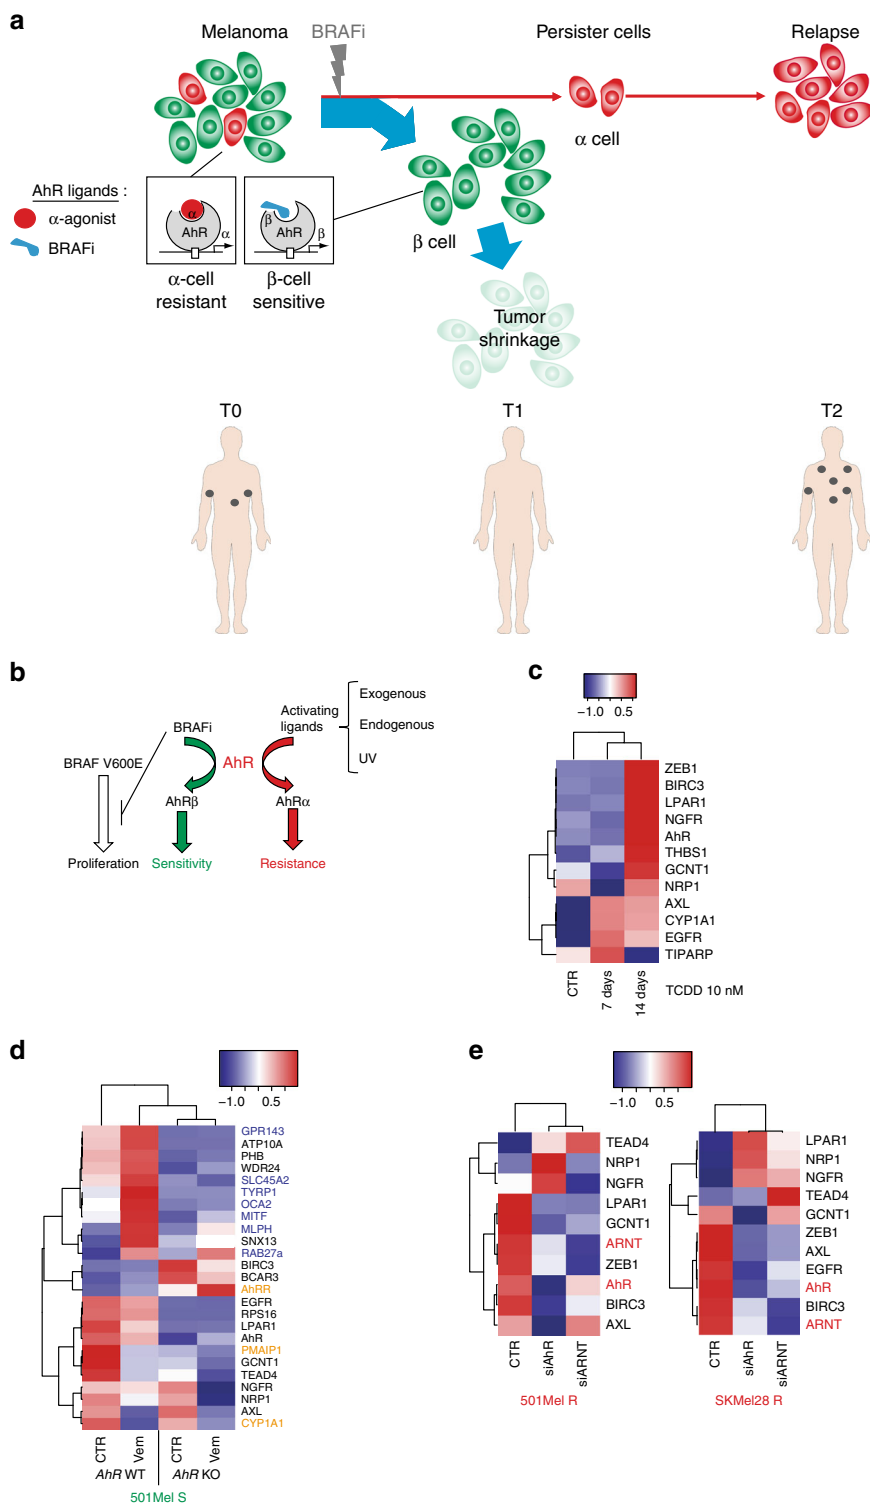 a
Melanoma
BRAFi
Persister cells
Relapse
α cell
AhR ligands :
α-agonist
BRAFi
α
AhR
α
β
AhR
β
β cell
α-cell
resistant
β-cell
sensitive
Tumor
shrinkage
T0
T1
T2
b
BRAFi
Activating
ligands
Exogenous
Endogenous
UV
BRAF V600E
AhR
AhRβ
AhRα
Proliferation
Sensitivity
Resistance
c
−1.0
0.5
ZEB1
BIRC3
LPAR1
NGFR
AhR
THBS1
GCNT1
NRP1
AXL
CYP1A1
EGFR
TIPARP
CTR
7 days
14 days
TCDD 10 nM
d
−1.0
0.5
GPR143
ATP10A
PHB
WDR24
SLC45A2
TYRP1
OCA2
MITF
MLPH
SNX13
RAB27a
BIRC3
BCAR3
AhRR
EGFR
RPS16
LPAR1
AhR
PMAIP1
GCNT1
TEAD4
NGFR
NRP1
AXL
CYP1A1
CTR
Vem
CTR
Vem
AhR WT
AhR KO
501Mel S
e
−1.0
0.5
TEAD4
NRP1
NGFR
LPAR1
GCNT1
ARNT
ZEB1
AhR
BIRC3
AXL
CTR
siAhR
siARNT
501Mel R
LPAR1
NRP1
NGFR
TEAD4
GCNT1
ZEB1
AXL
EGFR
AhR
BIRC3
ARNT
CTR
siAhR
siARNT
SKMel28 R